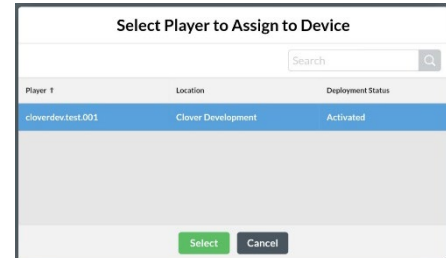 Select Player to Assign to Device
Search
Player ↑ Location Deployment Status
cloverdev.test.001 Clover Development Activated
Select Cancel